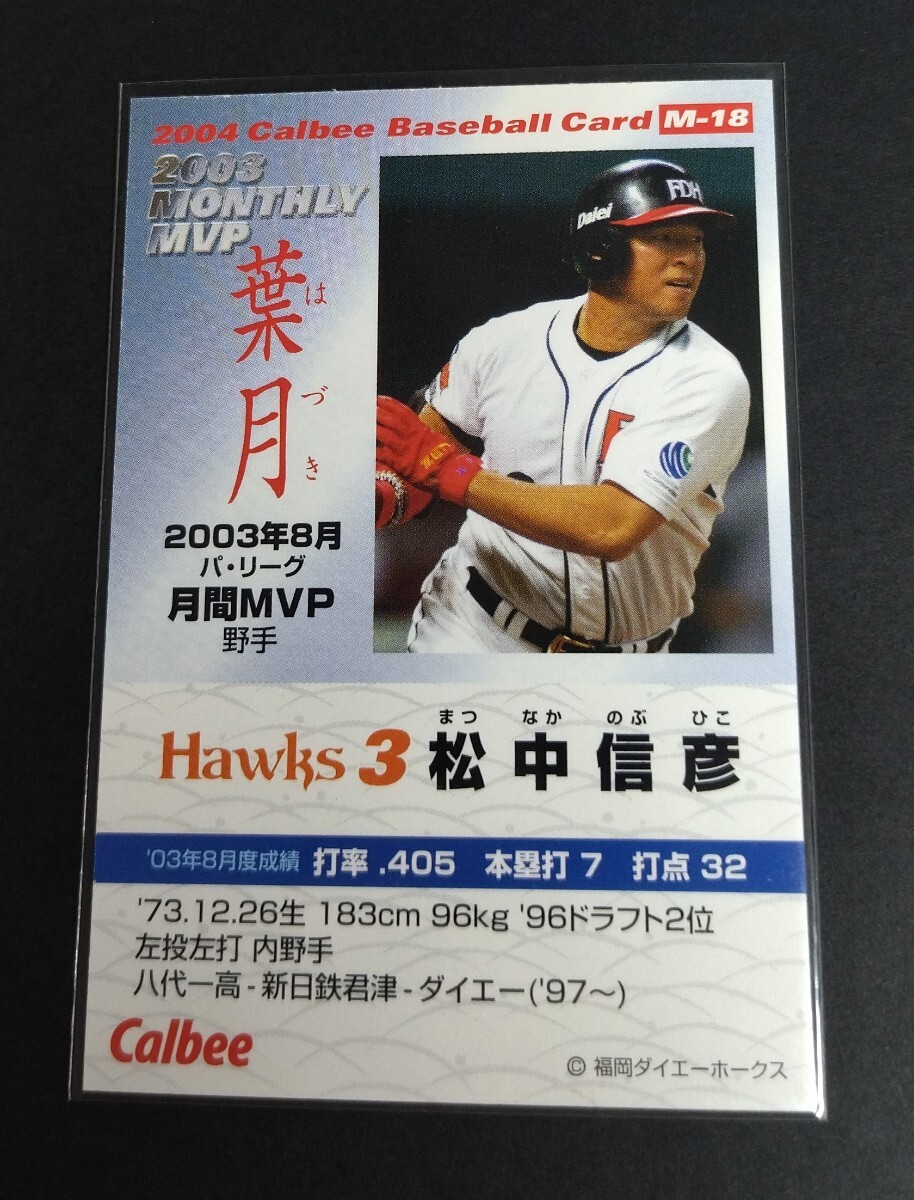 2004 Calbee Baseball Card M-18
2003
MONTHLY
MVP
葉月
はづき
2003年8月
パ・リーグ
月間MVP
野手
FDH
Daiei
まつ なか のぶ ひこ
Hawks 3 松中信彦
'03年8月度成績 打率 .405 本塁打 7 打点 32
'73.12.26生 183cm 96kg '96ドラフト2位
左投左打 内野手
八代一高-新日鉄君津-ダイエー('97〜)
Calbee
© 福岡ダイエーホークス